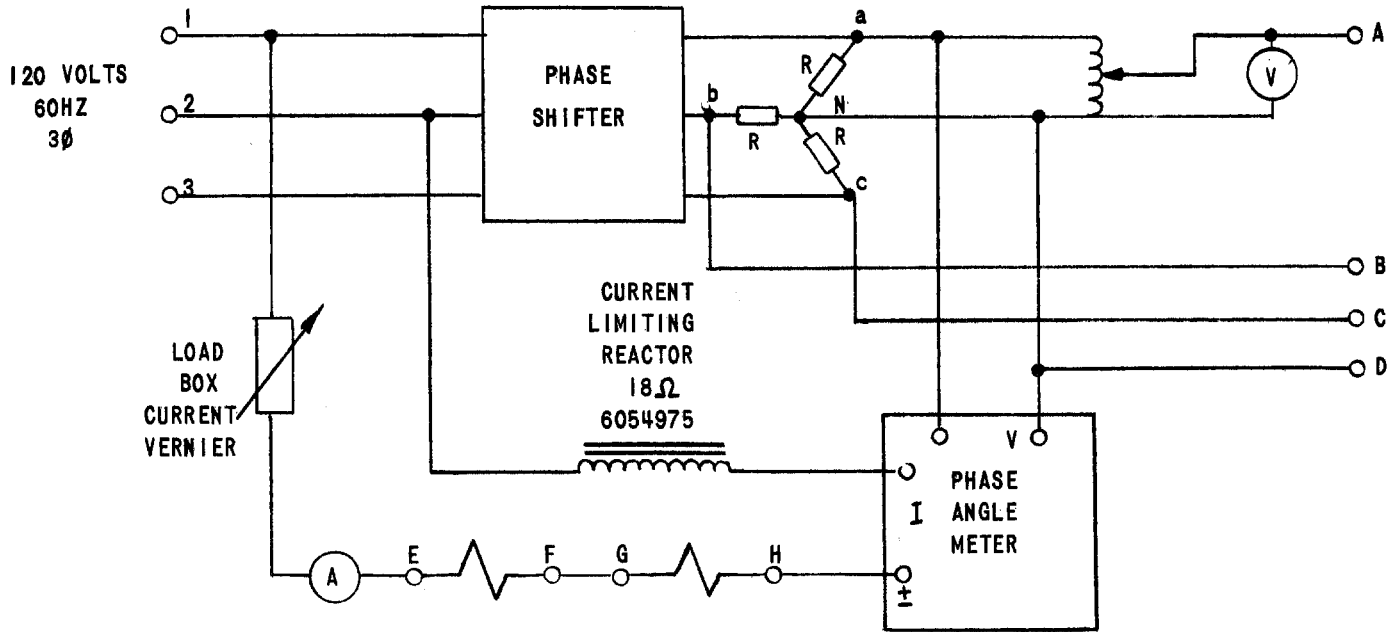 1
120 VOLTS
60HZ
3ø
2
3
PHASE
SHIFTER
a
R
b
N
R
R
c
V
A
B
C
D
CURRENT
LIMITING
REACTOR
18Ω
6054975
LOAD
BOX
CURRENT
VERNIER
V
PHASE
I ANGLE
METER
A
E
F
G
H
±